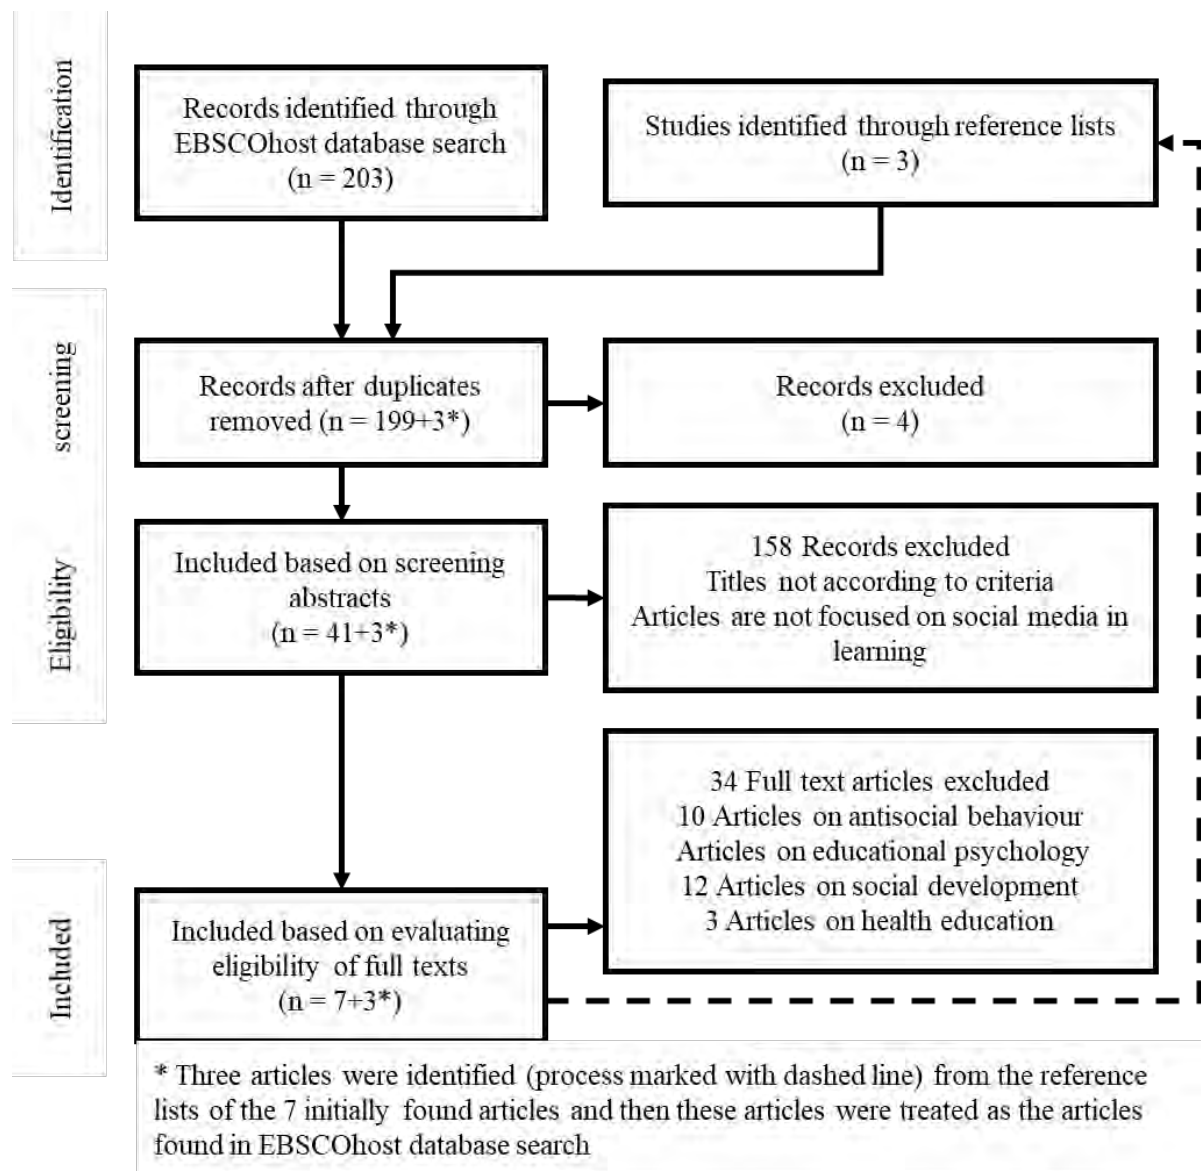 Identification
Records identified through
EBSCOhost database search
(n = 203)
Studies identified through reference lists
(n = 3)
screening
Records after duplicates
removed (n = 199+3*)
Records excluded
(n = 4)
Eligibility
Included based on screening
abstracts
(n = 41+3*)
158 Records excluded
Titles not according to criteria
Articles are not focused on social media in
learning
34 Full text articles excluded
10 Articles on antisocial behaviour
Articles on educational psychology
12 Articles on social development
3 Articles on health education
Included
Included based on evaluating
eligibility of full texts
(n = 7+3*)
* Three articles were identified (process marked with dashed line) from the reference
lists of the 7 initially found articles and then these articles were treated as the articles
found in EBSCOhost database search